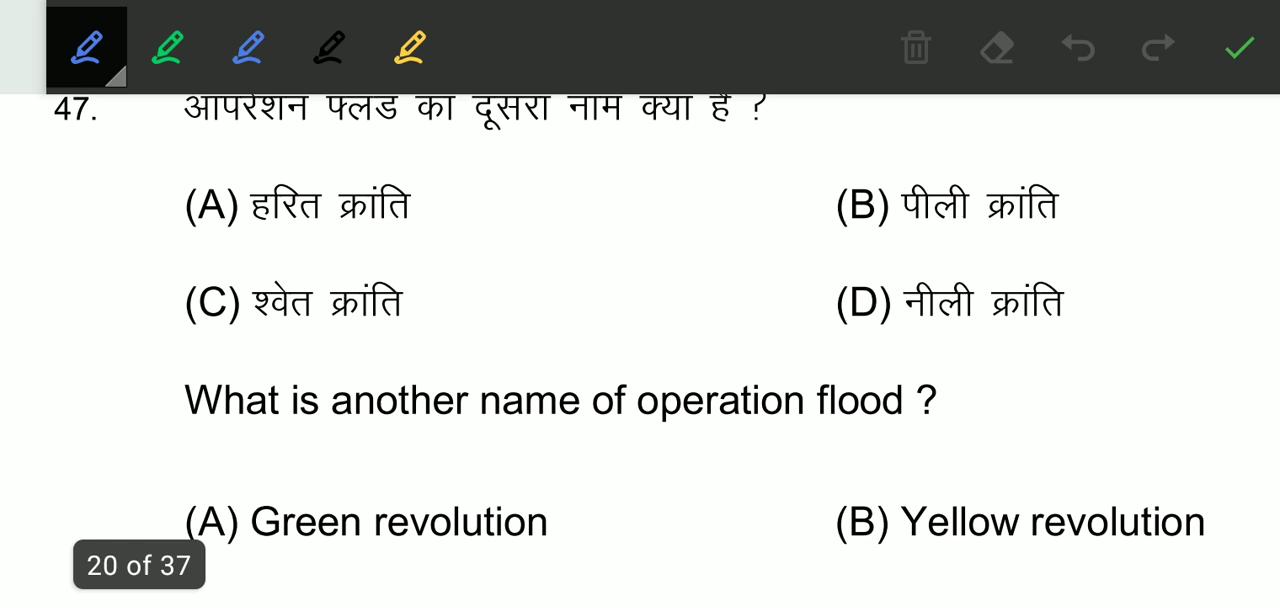 47. ऑपरेशन फ्लड का दूसरा नाम क्या है ?
(A) हरित क्रांति (B) पीली क्रांति
(C) श्वेत क्रांति (D) नीली क्रांति
What is another name of operation flood ?
(A) Green revolution (B) Yellow revolution
20 of 37